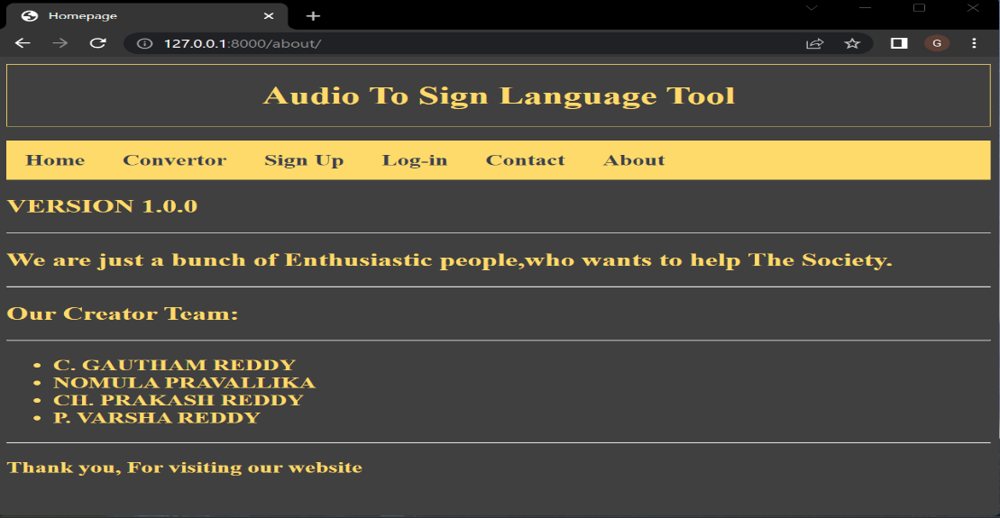 Homepage
127.0.0.1:8000/about/
G
Audio To Sign Language Tool
Home Convertor Sign Up Log-in Contact About
VERSION 1.0.0
We are just a bunch of Enthusiastic people,who wants to help The Society.
Our Creator Team:
• C. GAUTHAM REDDY
• NOMULA PRAVALLIKA
• CH. PRAKASH REDDY
• P. VARSHA REDDY
Thank you, For visiting our website